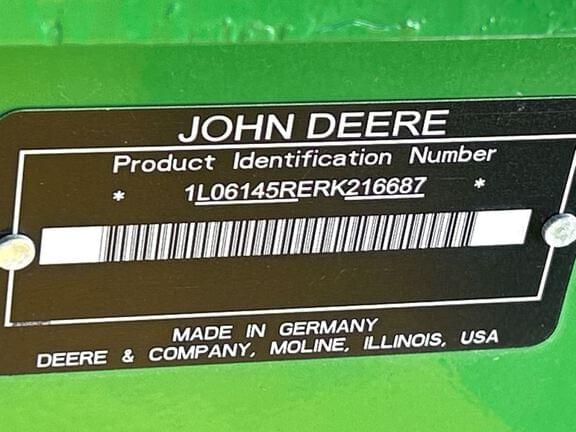 JOHN DEERE
Product Identification Number
* 1L06145RERK216687 *
MADE IN GERMANY
DEERE & COMPANY, MOLINE, ILLINOIS, USA